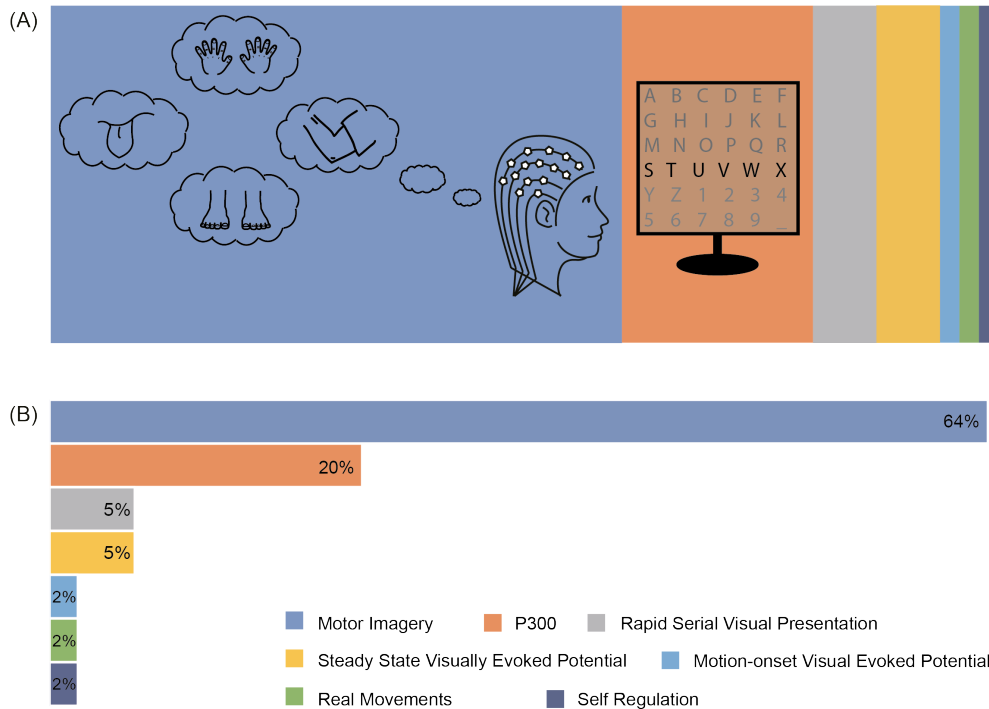 (A)
A B C D E F
G H I J K L
M N O P Q R
S T U V W X
Y Z 1 2 3 4
5 6 7 8 9 _
(B)
64%
20%
5%
5%
2%
2%
2%
Motor Imagery P300 Rapid Serial Visual Presentation
Steady State Visually Evoked Potential Motion-onset Visual Evoked Potential
Real Movements Self Regulation